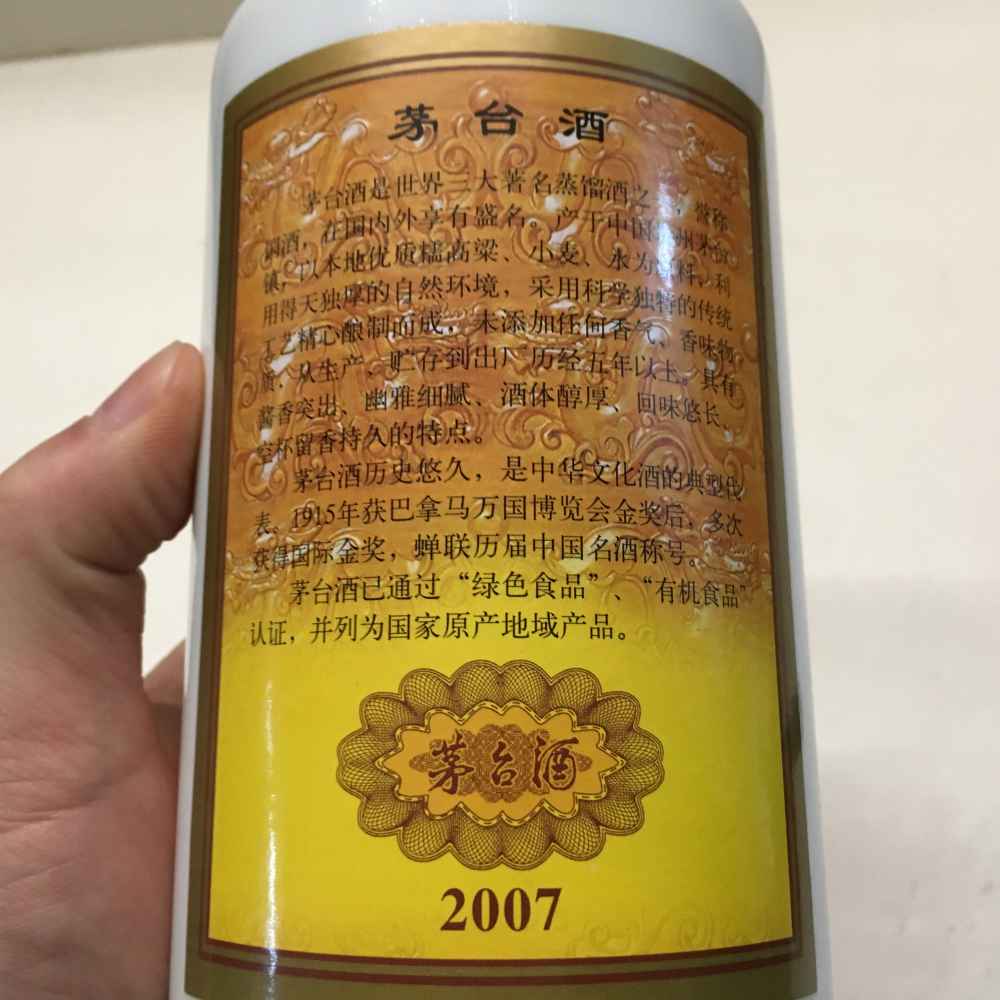 茅台酒
茅台酒是世界三大著名蒸馏酒之 ，誉称
酒，在国内外享有盛名。产于中国 州茅台
镇，以本地优质糯高粱、小麦、水为 料，利
用得天独厚的自然环境，采用科学独特的传统
工艺精心酿制而成，未添加任何香气、香味物
质，从生产、贮存到出厂历经五年以上。具有
酱香突出、幽雅细腻、酒体醇厚、回味悠长、
空杯留香持久的特点。
茅台酒历史悠久，是中华文化酒的典型代
表。1915年获巴拿马万国博览会金奖后，多次
获得国际金奖，蝉联历届中国名酒称号。
茅台酒已通过“绿色食品”、“有机食品”
认证，并列为国家原产地域产品。
茅台酒
2007